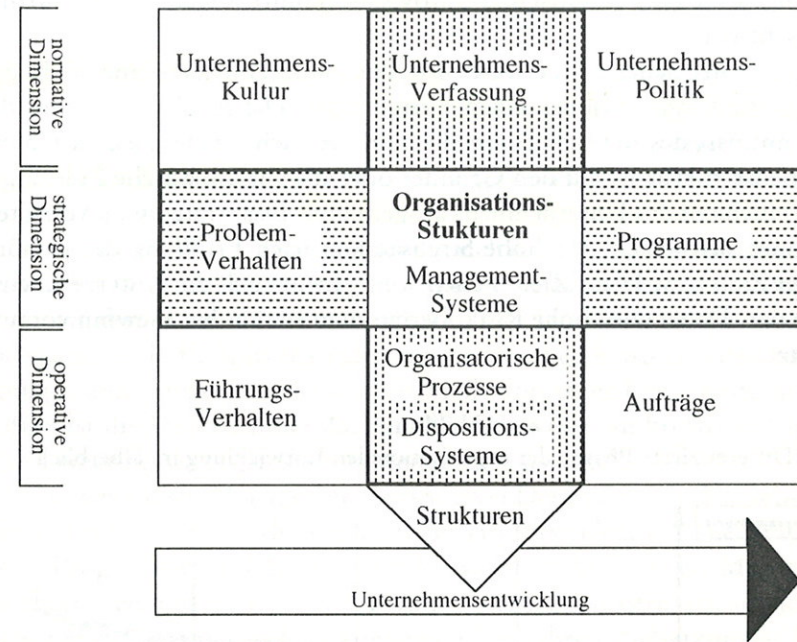 normative
Dimension
Unternehmens-
Kultur
Unternehmens-
Verfassung
Unternehmens-
Politik
strategische
Dimension
Problem-
Verhalten
Organisations-
Stukturen
Management-
Systeme
Programme
operative
Dimension
Führungs-
Verhalten
Organisatorische
Prozesse
Dispositions-
Systeme
Aufträge
Strukturen
Unternehmensentwicklung